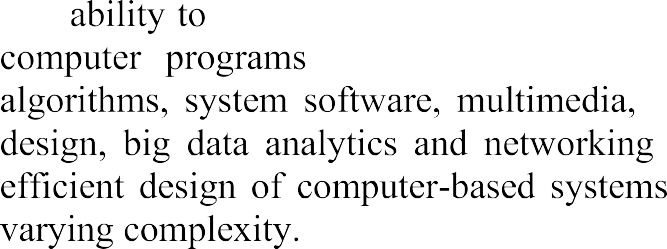 ability to
computer programs
algorithms, system software, multimedia,
design, big data analytics and networking
efficient design of computer-based systems
varying complexity.